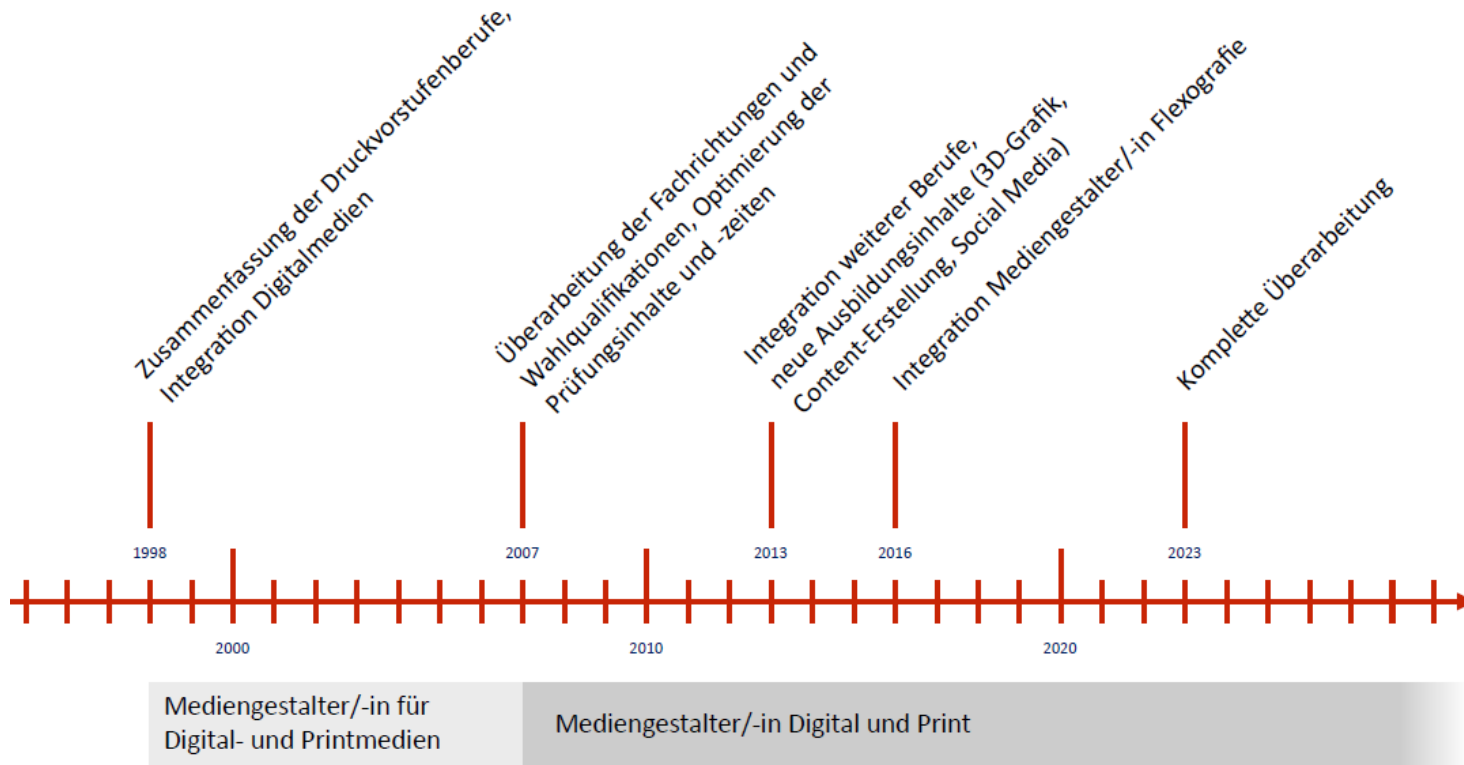 Zusammenfassung der Druckvorstufenberufe,
Integration Digitalmedien
Überarbeitung der Fachrichtungen und
Wahlqualifikationen, Optimierung der
Prüfungsinhalte und -zeiten
Integration weiterer Berufe,
neue Ausbildungsinhalte (3D-Grafik,
Content-Erstellung, Social Media)
Integration Mediengestalter/-in Flexografie
Komplette Überarbeitung
1998
2007
2013
2016
2023
2000
2010
2020
Mediengestalter/-in für
Digital- und Printmedien
Mediengestalter/-in Digital und Print